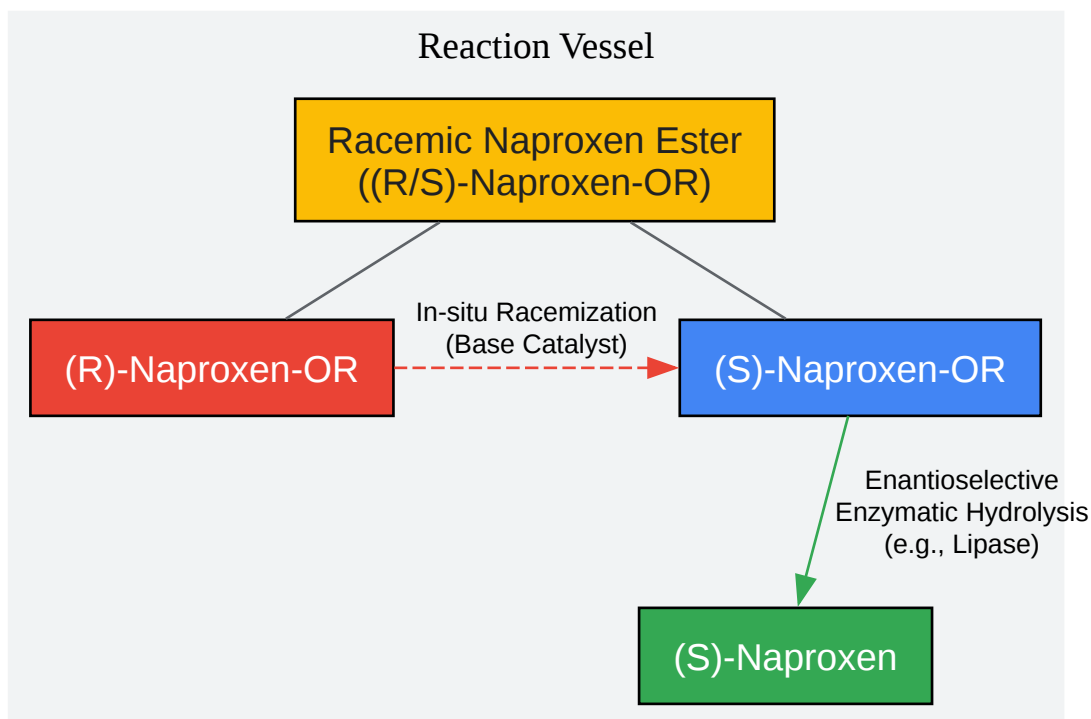 Reaction Vessel
Racemic Naproxen Ester
((R/S)-Naproxen-OR)
In-situ Racemization
(Base Catalyst)
(R)-Naproxen-OR
(S)-Naproxen-OR
Enantioselective
Enzymatic Hydrolysis
(e.g., Lipase)
(S)-Naproxen